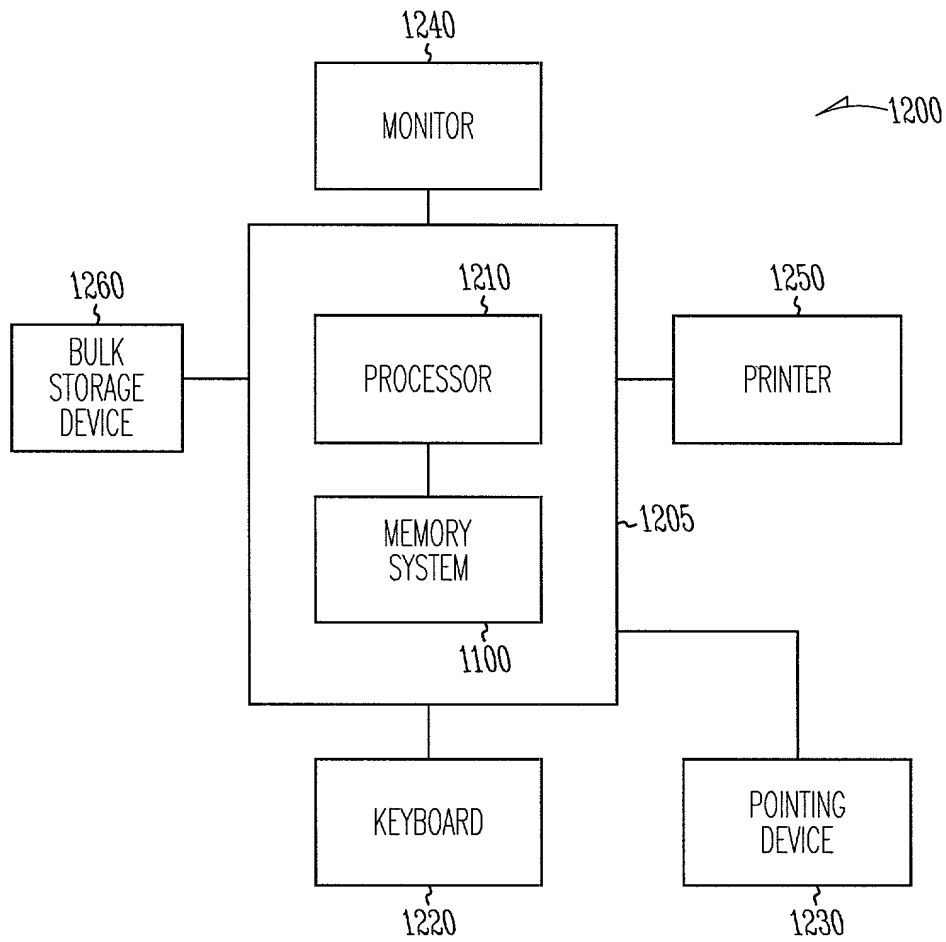 1240
MONITOR
1200
1260
BULK
STORAGE
DEVICE
1210
PROCESSOR
1250
PRINTER
MEMORY
SYSTEM
1205
1100
KEYBOARD
1220
POINTING
DEVICE
1230